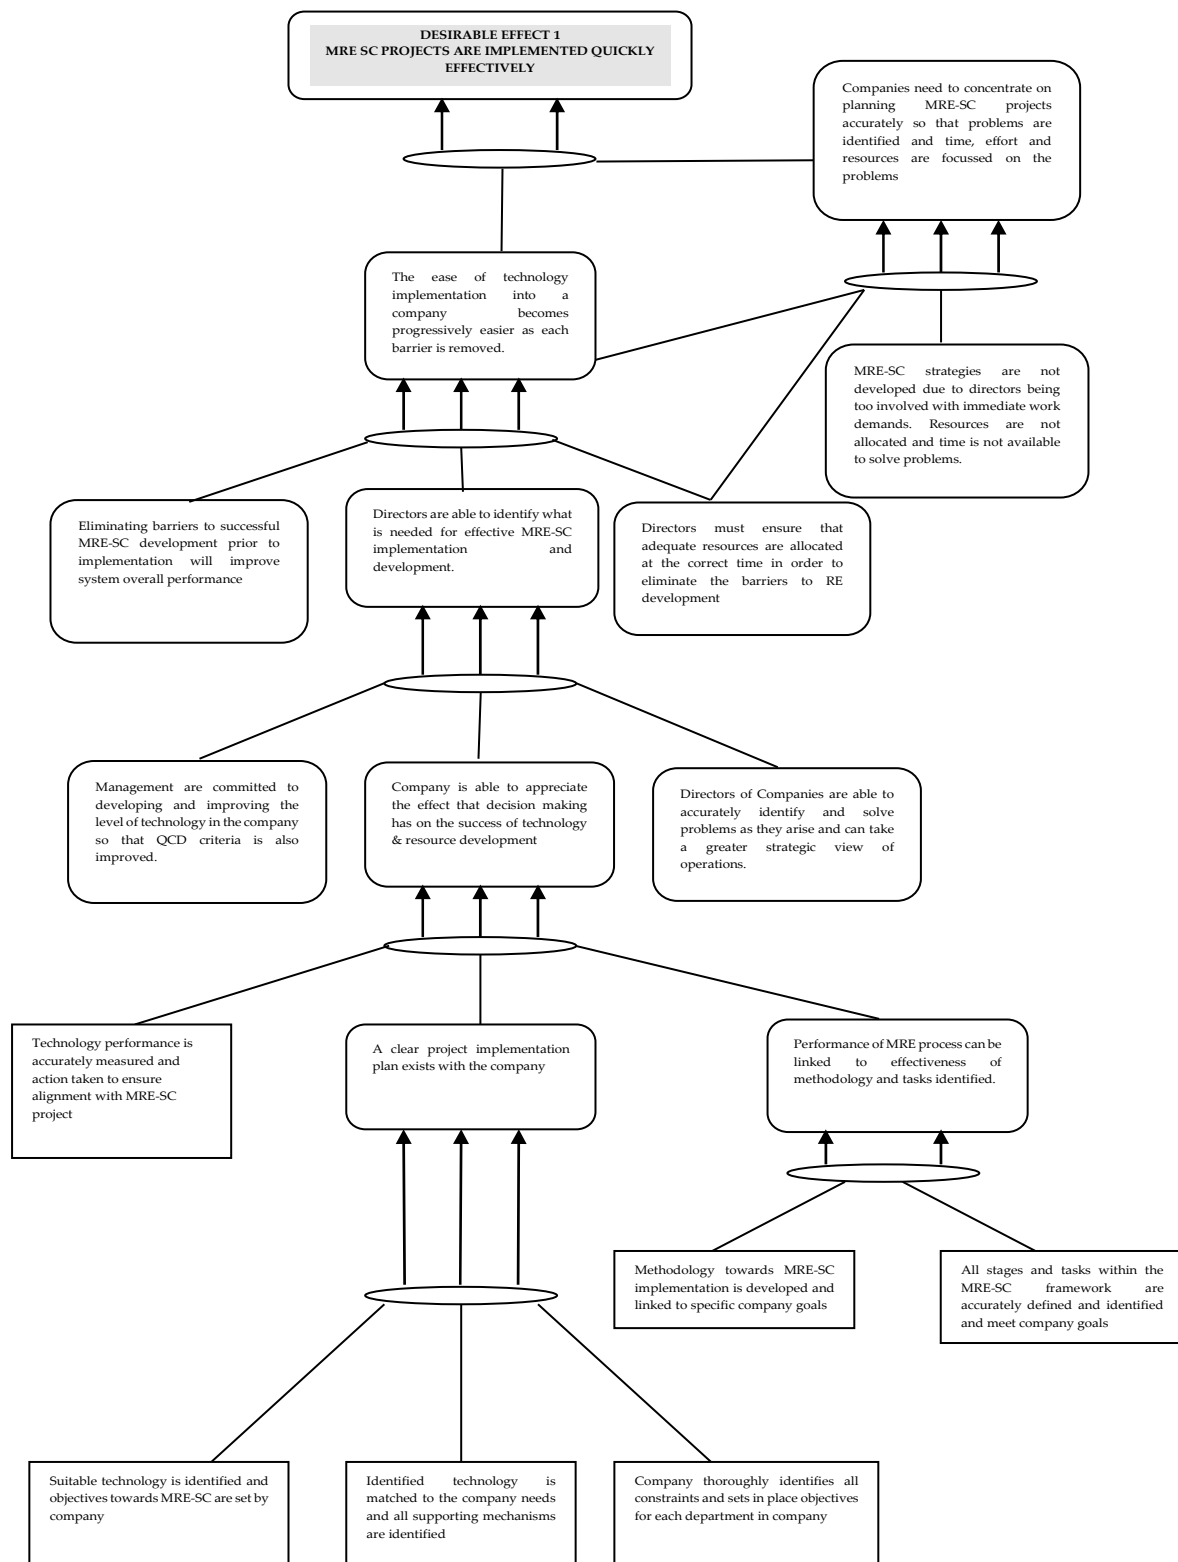 DESIRABLE EFFECT 1
MRE SC PROJECTS ARE IMPLEMENTED QUICKLY
EFFECTIVELY
Companies need to concentrate on
planning MRE-SC projects
accurately so that problems are
identified and time, effort and
resources are focussed on the
problems
The ease of technology
implementation into a
company becomes
progressively easier as each
barrier is removed.
MRE-SC strategies are not
developed due to directors being
too involved with immediate work
demands. Resources are not
allocated and time is not available
to solve problems.
Eliminating barriers to successful
MRE-SC development prior to
implementation will improve
system overall performance
Directors are able to identify what
is needed for effective MRE-SC
implementation and
development.
Directors must ensure that
adequate resources are allocated
at the correct time in order to
eliminate the barriers to RE
development
Management are committed to
developing and improving the
level of technology in the company
so that QCD criteria is also
improved.
Company is able to appreciate
the effect that decision making
has on the success of technology
& resource development
Directors of Companies are able to
accurately identify and solve
problems as they arise and can take
a greater strategic view of
operations.
Technology performance is
accurately measured and
action taken to ensure
alignment with MRE-SC
project
A clear project implementation
plan exists with the company
Performance of MRE process can be
linked to effectiveness of
methodology and tasks identified.
Methodology towards MRE-SC
implementation is developed and
linked to specific company goals
All stages and tasks within the
MRE-SC framework are
accurately defined and identified
and meet company goals
Suitable technology is identified and
objectives towards MRE-SC are set by
company
Identified technology is
matched to the company needs
and all supporting mechanisms
are identified
Company thoroughly identifies all
constraints and sets in place objectives
for each department in company